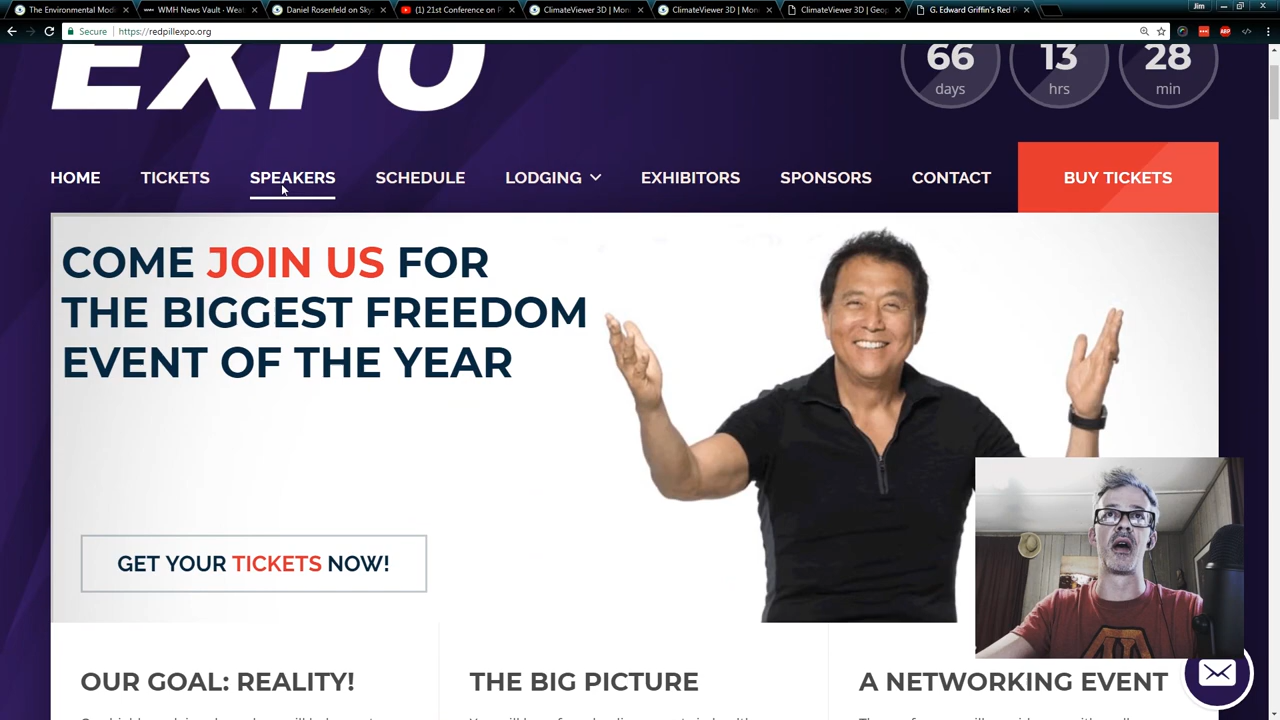 The Environmental Modi
WMH News Vault - Weat
Daniel Rosenfeld on Sky
(1) 21st Conference on P
ClimateViewer 3D | Mon
ClimateViewer 3D | Mon
ClimateViewer 3D | Geop
G. Edward Griffin's Red P
Jim
Secure https://redpillexpo.org
EXPO
66 13 28
days hrs min
HOME TICKETS SPEAKERS SCHEDULE LODGING EXHIBITORS SPONSORS CONTACT BUY TICKETS
COME JOIN US FOR
THE BIGGEST FREEDOM
EVENT OF THE YEAR
GET YOUR TICKETS NOW!
OUR GOAL: REALITY! THE BIG PICTURE A NETWORKING EVENT